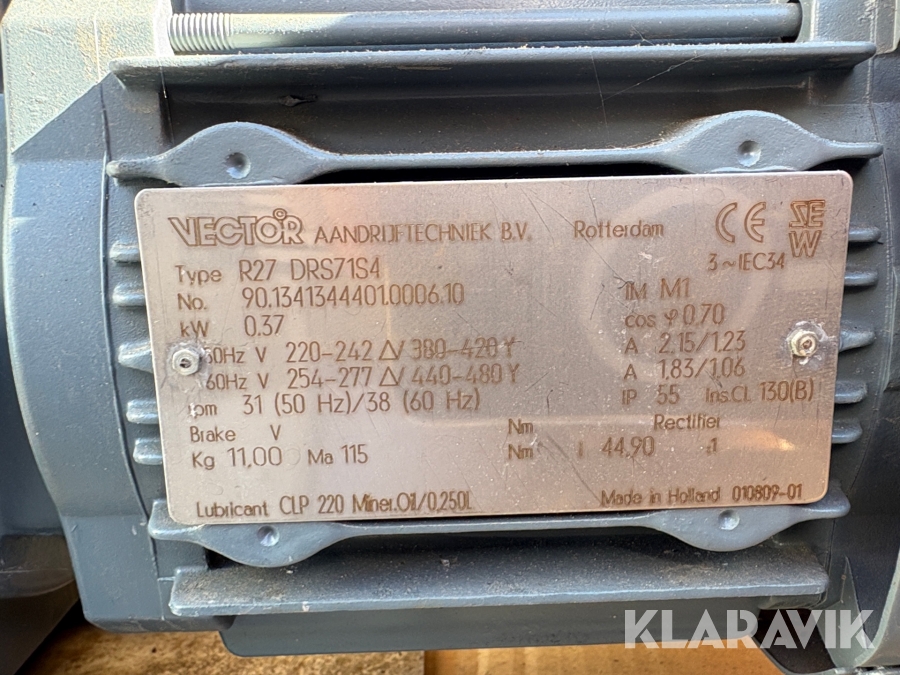 VECTOR AANDRIJFTECHNIEK B.V. Rotterdam CE SEW
3~IEC34
Type R27 DRS71S4
No. 90.1341344401.0006.10 IM M1
kW 0.37 cos φ 0.70
50Hz V 220-242 △/ 380-420 Y A 2.15/1.23
60Hz V 254-277 △/ 440-480 Y A 1.83/1.06
rpm 31 (50 Hz)/38 (60 Hz) IP 55 Ins.Cl. 130(B)
Brake V Nm Rectifier
Kg 11,00 Ma 115 Nm i 44,90 :1
Lubricant CLP 220 Miner.Oil/0,250L Made in Holland 010809-01
KLARAVIK